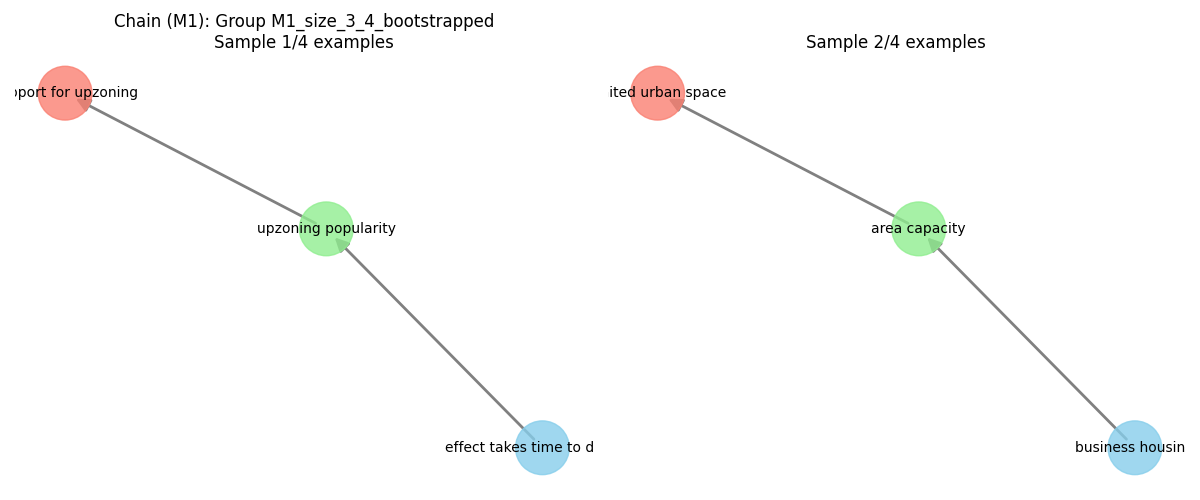 Chain (M1): Group M1_size_3_4_bootstrapped
Sample 1/4 examples
Sample 2/4 examples
pport for upzoning
ited urban space
upzoning popularity
area capacity
effect takes time to d
business housin